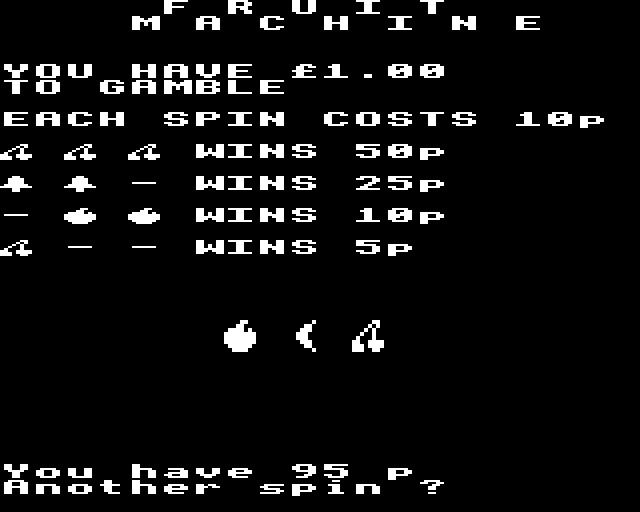 F R U I T
M A C H I N E
YOU HAVE £1.00
TO GAMBLE
EACH SPIN COSTS 10p
WINS 50p
- WINS 25p
- WINS 10p
- - WINS 5p
You have 95 p
Another spin ?